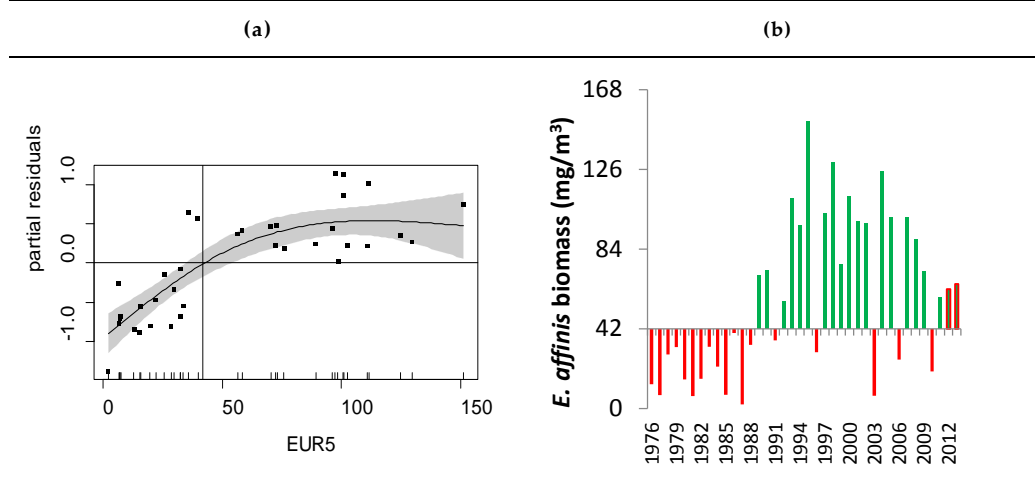 (a) (b)
partial residuals
1.0
0.0
-1.0
0 50 100 150
EUR5
E. affinis biomass (mg/m³)
168
126
84
42
0
1976 1979 1982 1985 1988 1991 1994 1997 2000 2003 2006 2009 2012